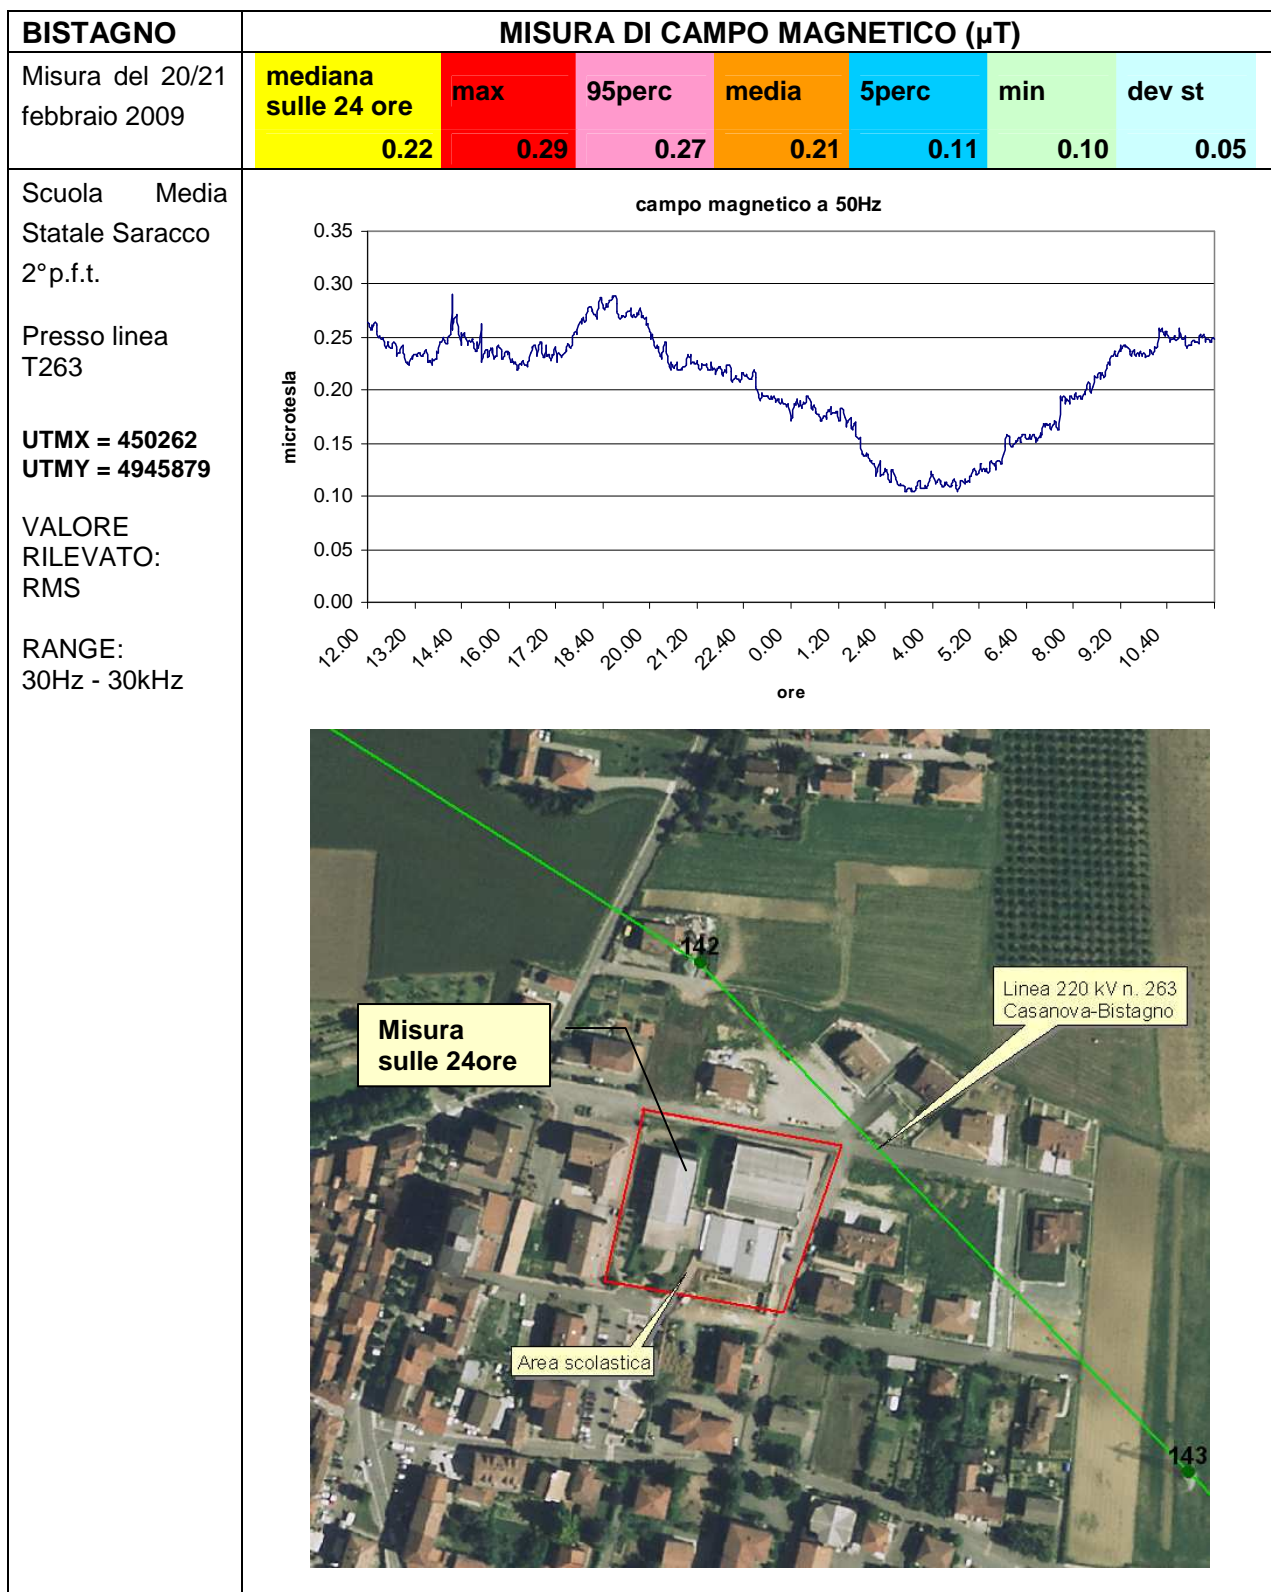 BISTAGNO
MISURA DI CAMPO MAGNETICO (µT)
Misura del 20/21
febbraio 2009
mediana
sulle 24 ore
max
95perc
media
5perc
min
dev st
0.22
0.29
0.27
0.21
0.11
0.10
0.05
Scuola Media
Statale Saracco
2° p.f.t.
Presso linea
T263
UTMX = 450262
UTMY = 4945879
VALORE
RILEVATO:
RMS
RANGE:
30Hz - 30kHz
campo magnetico a 50Hz
microtesla
0.35
0.30
0.25
0.20
0.15
0.10
0.05
0.00
12.00
13.20
14.40
16.00
17.20
18.40
20.00
21.20
22.40
0.00
1.20
2.40
4.00
5.20
6.40
8.00
9.20
10.40
ore
142
Linea 220 kV n. 263
Casanova-Bistagno
Misura
sulle 24ore
Area scolastica
143